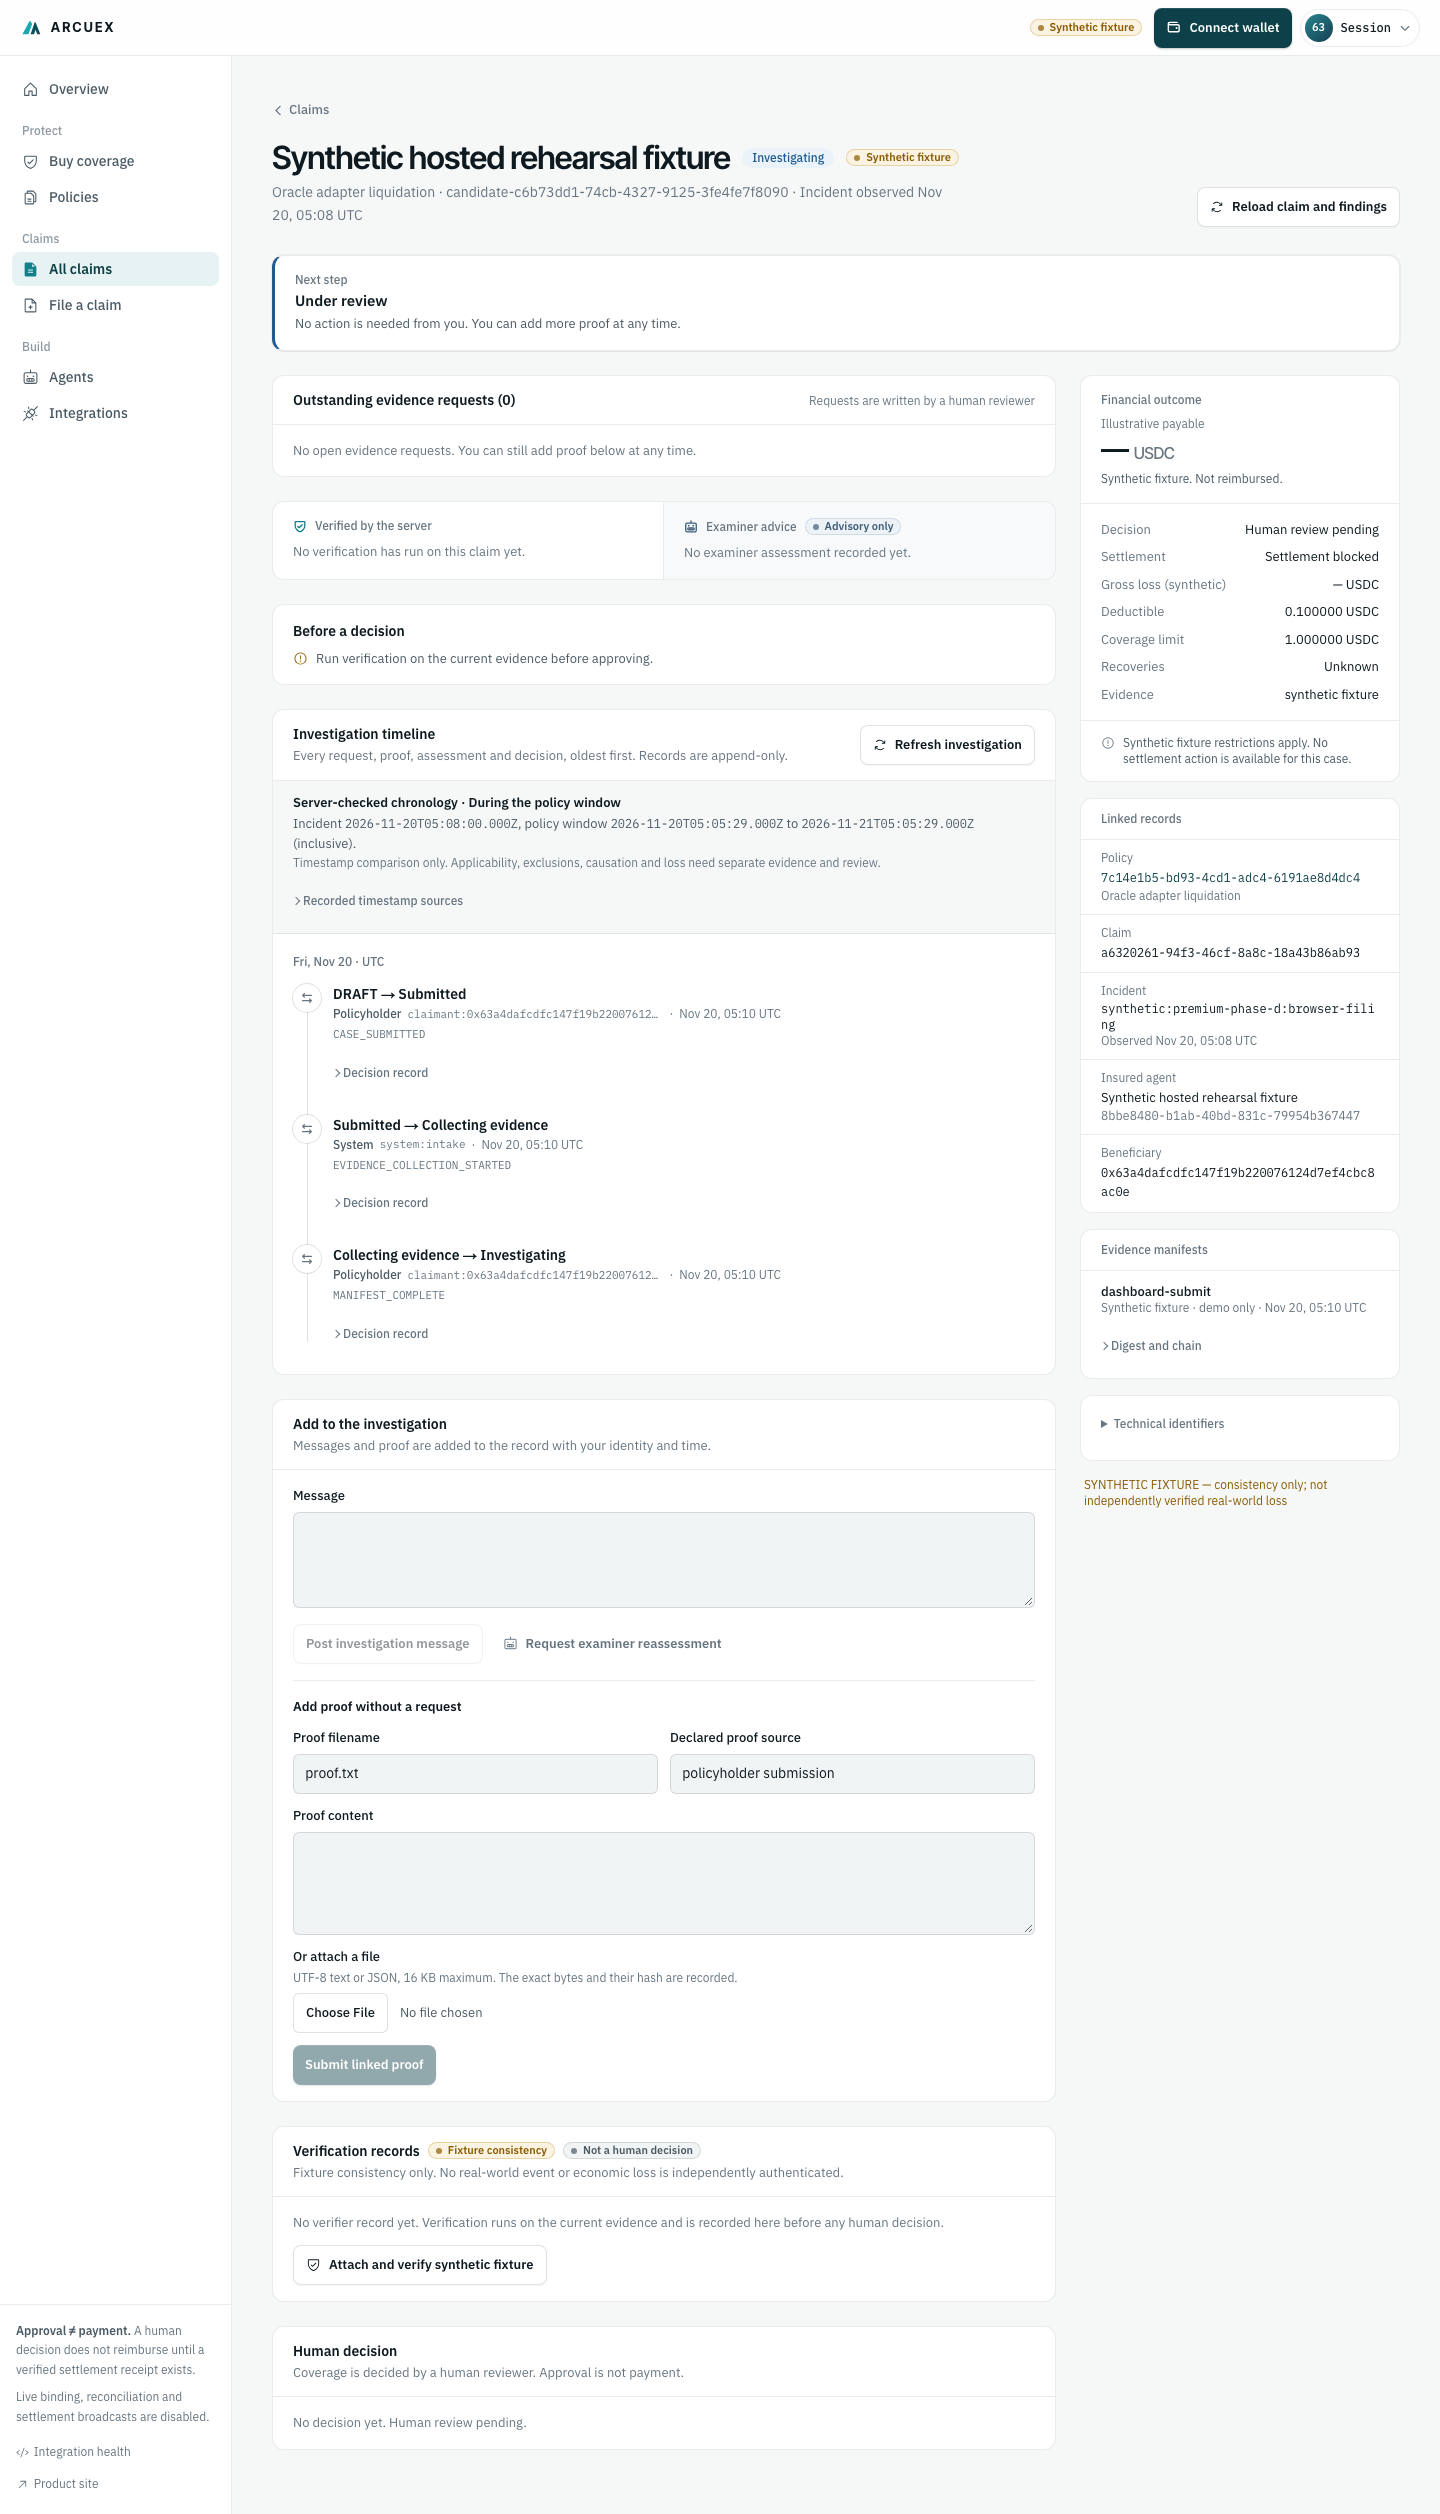 ARCUEX
Synthetic fixture
Connect wallet
63
Session
Overview
Protect
Buy coverage
Policies
Claims
All claims
File a claim
Build
Agents
Integrations
Claims
Synthetic hosted rehearsal fixture
Investigating
Synthetic fixture
Oracle adapter liquidation · candidate-c6b73dd1-74cb-4327-9125-3fe4fe7f8090 · Incident observed Nov
20, 05:08 UTC
Reload claim and findings
Next step
Under review
No action is needed from you. You can add more proof at any time.
Outstanding evidence requests (0)
Requests are written by a human reviewer
No open evidence requests. You can still add proof below at any time.
Verified by the server
No verification has run on this claim yet.
Examiner advice
Advisory only
No examiner assessment recorded yet.
Before a decision
Run verification on the current evidence before approving.
Investigation timeline
Every request, proof, assessment and decision, oldest first. Records are append-only.
Refresh investigation
Server-checked chronology · During the policy window
Incident 2026-11-20T05:08:00.000Z, policy window 2026-11-20T05:05:29.000Z to 2026-11-21T05:05:29.000Z
(inclusive).
Timestamp comparison only. Applicability, exclusions, causation and loss need separate evidence and review.
Recorded timestamp sources
Fri, Nov 20 · UTC
DRAFT → Submitted
Policyholder claimant:0x63a4dafcdfc147f19b22007612… · Nov 20, 05:10 UTC
CASE_SUBMITTED
Decision record
Submitted → Collecting evidence
System system:intake · Nov 20, 05:10 UTC
EVIDENCE_COLLECTION_STARTED
Decision record
Collecting evidence → Investigating
Policyholder claimant:0x63a4dafcdfc147f19b22007612… · Nov 20, 05:10 UTC
MANIFEST_COMPLETE
Decision record
Add to the investigation
Messages and proof are added to the record with your identity and time.
Message
Post investigation message
Request examiner reassessment
Add proof without a request
Proof filename
Declared proof source
proof.txt
policyholder submission
Proof content
Or attach a file
UTF-8 text or JSON, 16 KB maximum. The exact bytes and their hash are recorded.
Choose File
No file chosen
Submit linked proof
Verification records
Fixture consistency
Not a human decision
Fixture consistency only. No real-world event or economic loss is independently authenticated.
No verifier record yet. Verification runs on the current evidence and is recorded here before any human decision.
Attach and verify synthetic fixture
Human decision
Coverage is decided by a human reviewer. Approval is not payment.
No decision yet. Human review pending.
Financial outcome
Illustrative payable
— USDC
Synthetic fixture. Not reimbursed.
Decision Human review pending
Settlement Settlement blocked
Gross loss (synthetic) — USDC
Deductible 0.100000 USDC
Coverage limit 1.000000 USDC
Recoveries Unknown
Evidence synthetic fixture
Synthetic fixture restrictions apply. No
settlement action is available for this case.
Linked records
Policy
7c14e1b5-bd93-4cd1-adc4-6191ae8d4dc4
Oracle adapter liquidation
Claim
a6320261-94f3-46cf-8a8c-18a43b86ab93
Incident
synthetic:premium-phase-d:browser-fili
ng
Observed Nov 20, 05:08 UTC
Insured agent
Synthetic hosted rehearsal fixture
8bbe8480-b1ab-40bd-831c-79954b367447
Beneficiary
0x63a4dafcdfc147f19b220076124d7ef4cbc8
ac0e
Evidence manifests
dashboard-submit
Synthetic fixture · demo only · Nov 20, 05:10 UTC
Digest and chain
Technical identifiers
SYNTHETIC FIXTURE — consistency only; not
independently verified real-world loss
Approval ≠ payment. A human
decision does not reimburse until a
verified settlement receipt exists.
Live binding, reconciliation and
settlement broadcasts are disabled.
Integration health
Product site